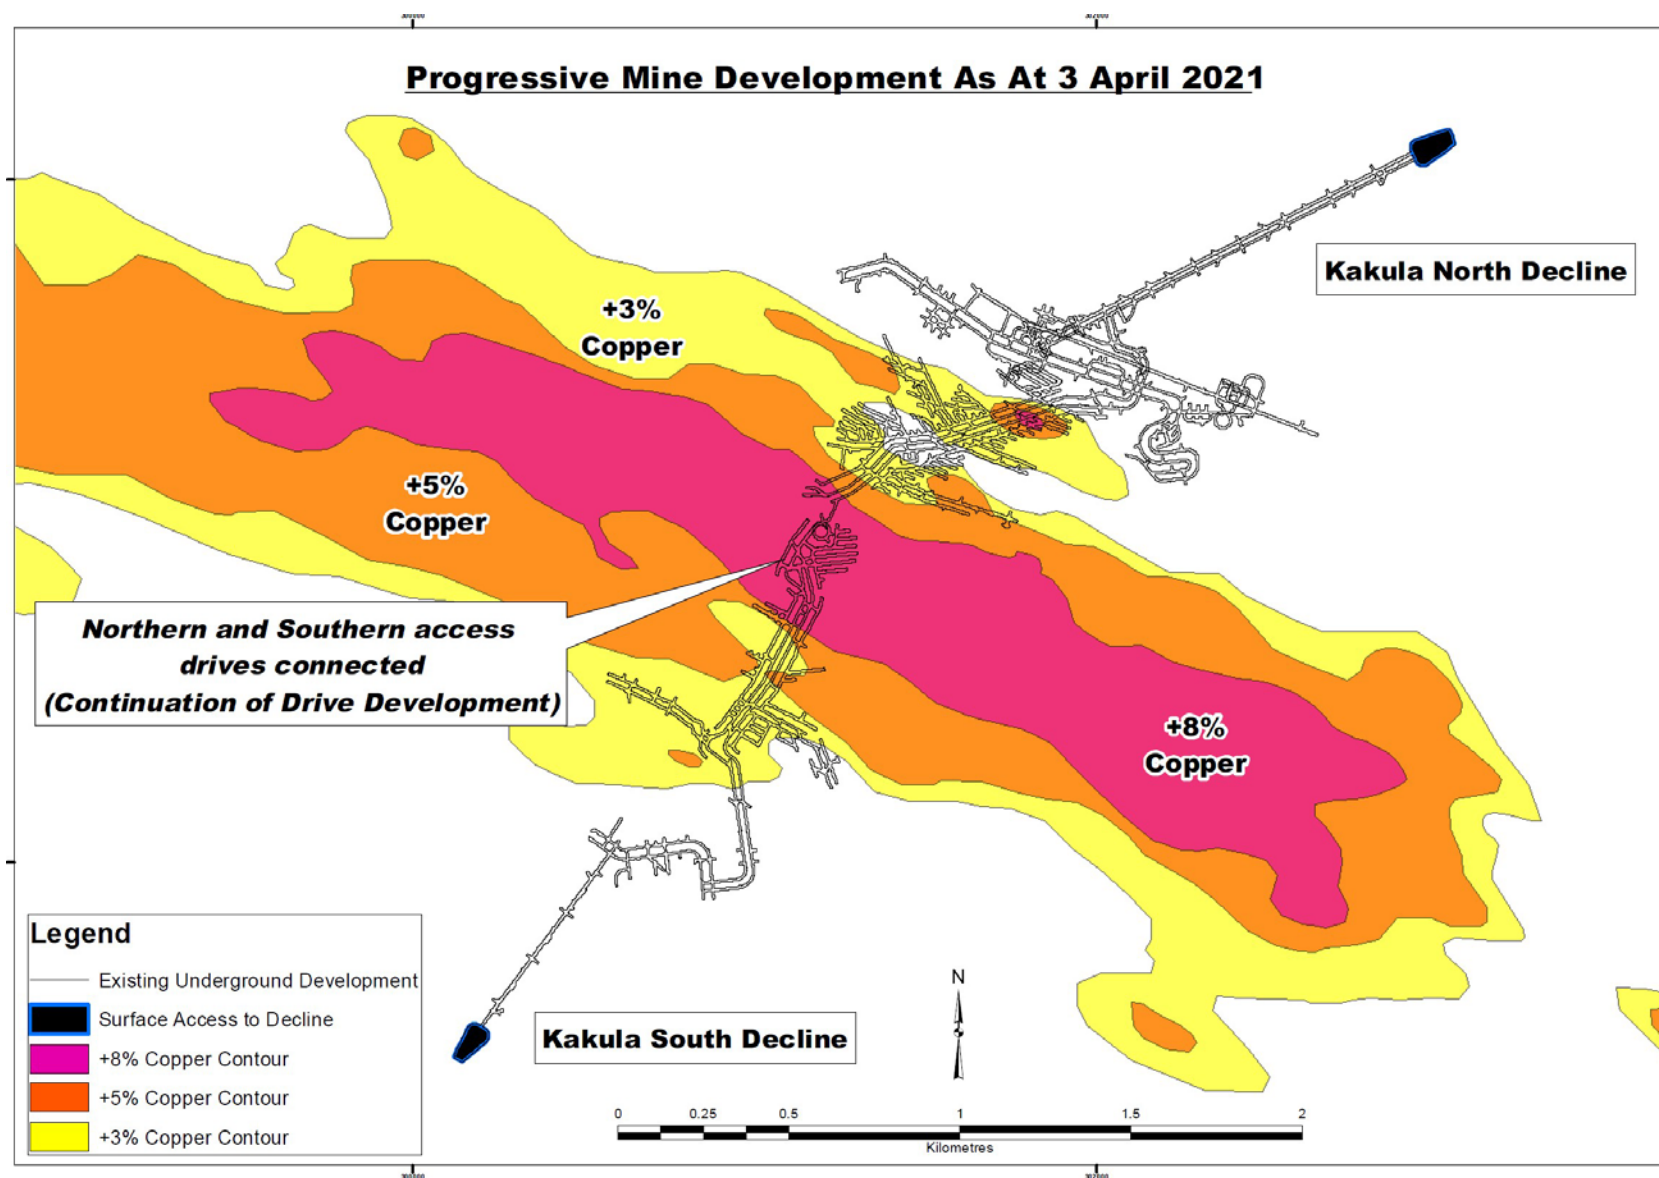 Progressive Mine Development As At 3 April 2021
Kakula North Decline
+3%
Copper
+5%
Copper
Northern and Southern access
drives connected
(Continuation of Drive Development)
+8%
Copper
Legend
Existing Underground Development
Surface Access to Decline
+8% Copper Contour
+5% Copper Contour
+3% Copper Contour
Kakula South Decline
N
0 0.25 0.5 1 1.5 2
Kilometres